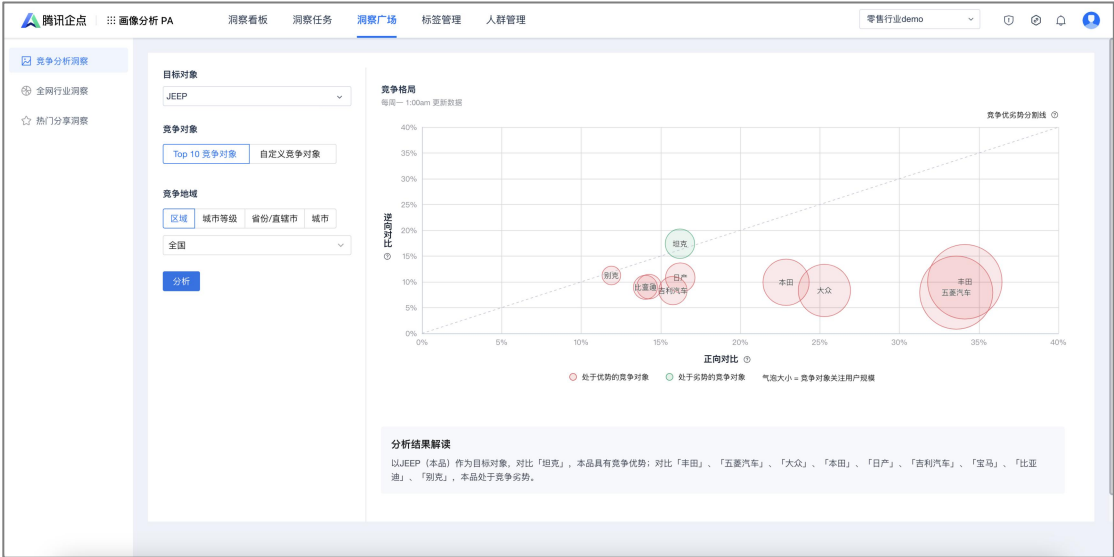 腾讯企点 画像分析 PA 洞察看板 洞察任务 洞察广场 标签管理 人群管理 零售行业demo
竞争分析洞察
全网行业洞察
热门分享洞察
目标对象
JEEP
竞争对象
Top 10 竞争对象 自定义竞争对象
竞争地域
区域 城市等级 省份/直辖市 城市
全国
分析
竞争格局
每周一 1:00am 更新数据
竞争优劣势分割线
40%
35%
30%
25%
20%
15%
10%
5%
0%
逆向对比
坦克
别克
日产
比亚迪
吉利汽车
本田
大众
丰田
五菱汽车
0% 5% 10% 15% 20% 25% 30% 35% 40%
正向对比
处于优势的竞争对象 处于劣势的竞争对象 气泡大小 = 竞争对象关注用户规模
分析结果解读
以JEEP（本品）作为目标对象，对比「坦克」，本品具有竞争优势；对比「丰田」、「五菱汽车」、「大众」、「本田」、「日产」、「吉利汽车」、「宝马」、「比亚
迪」、「别克」，本品处于竞争劣势。